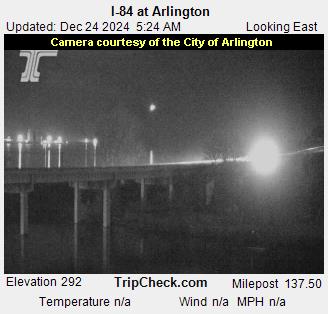 I-84 at Arlington
Updated: Dec 24 2024 5:24 AM Looking East
Camera courtesy of the City of Arlington
Elevation 292 TripCheck.com Milepost 137.50
Temperature n/a Wind n/a MPH n/a